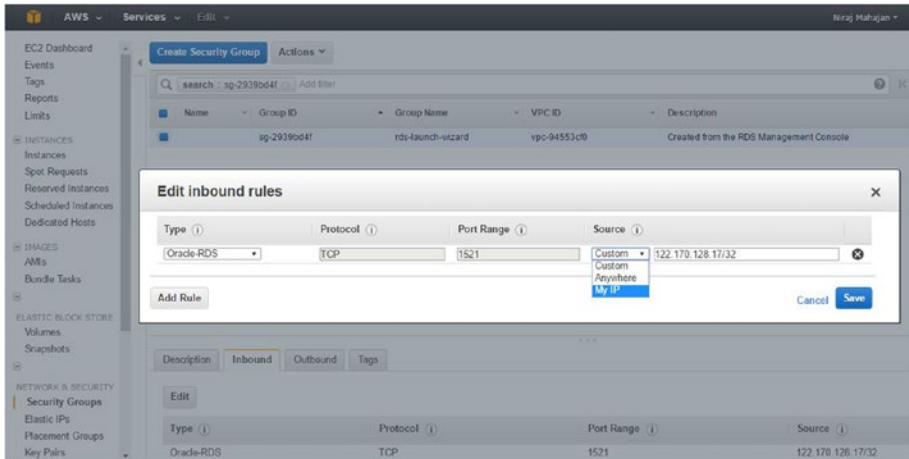 AWS Services Edit Niraj Mahajan
EC2 Dashboard
Events
Tags
Reports
Limits
INSTANCES
Instances
Spot Requests
Reserved Instances
Scheduled Instances
Dedicated Hosts
IMAGES
AMIs
Bundle Tasks
ELASTIC BLOCK STORE
Volumes
Snapshots
NETWORK & SECURITY
Security Groups
Elastic IPs
Placement Groups
Key Pairs
Create Security Group Actions
search : sg-2939bd4f Add filter
Name Group ID Group Name VPC ID Description
sg-2939bd4f rds-launch-wizard vpc-94553cf0 Created from the RDS Management Console
Edit inbound rules
Type Protocol Port Range Source
Oracle-RDS TCP 1521 Custom 122.170.128.17/32
Custom
Anywhere
My IP
Add Rule Cancel Save
Description Inbound Outbound Tags
Edit
Type Protocol Port Range Source
Oracle-RDS TCP 1521 122.170.128.17/32